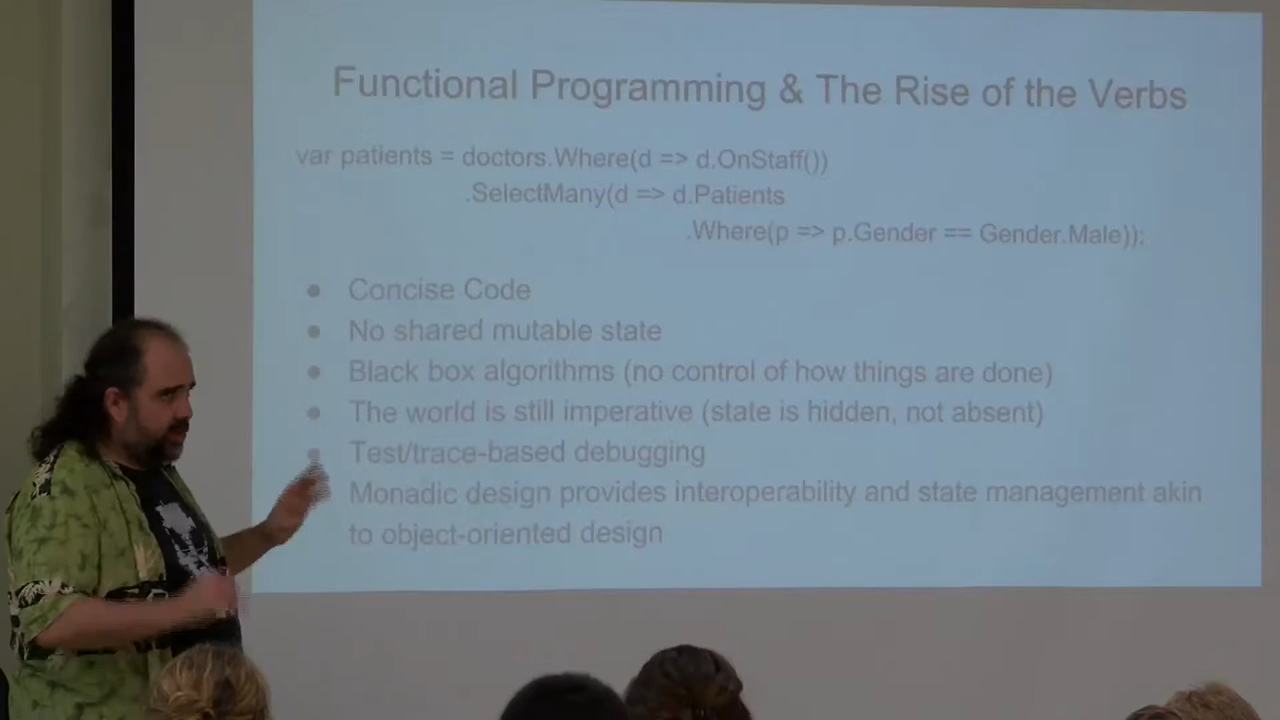 Functional Programming & The Rise of the Verbs
var patients = doctors.Where(d => d.OnStaff())
.SelectMany(d => d.Patients
.Where(p => p.Gender == Gender.Male));
● Concise Code
● No shared mutable state
● Black box algorithms (no control of how things are done)
● The world is still imperative (state is hidden, not absent)
● Test/trace-based debugging
Monadic design provides interoperability and state management akin
to object-oriented design